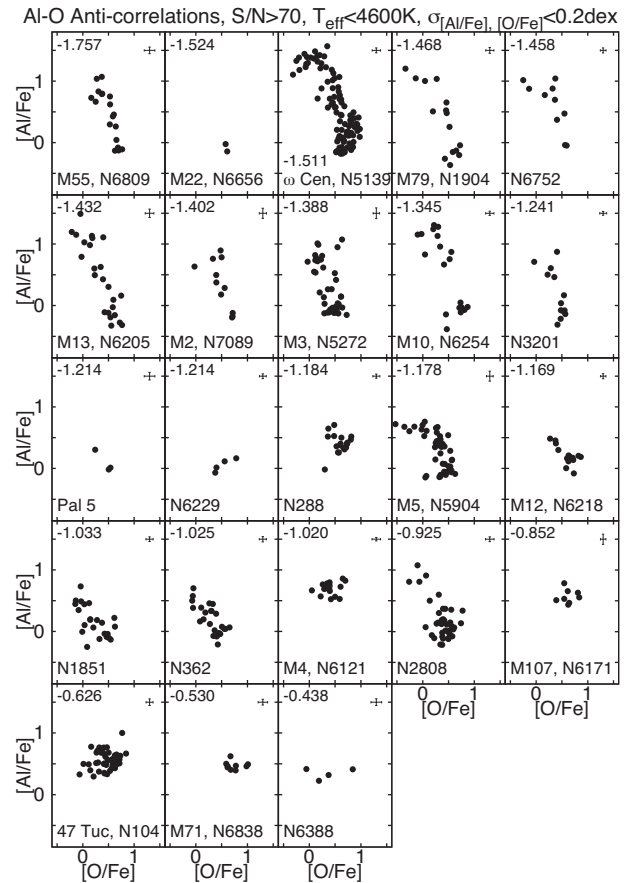 Al-O Anti-correlations, S/N>70, Teff<4600K, σ[Al/Fe], [O/Fe]<0.2dex
-1.757 -1.524 -1.468 -1.458
[Al/Fe] 1 0
-1.511
M55, N6809 M22, N6656 ω Cen, N5139 M79, N1904 N6752
-1.432 -1.402 -1.388 -1.345 -1.241
[Al/Fe] 1 0
M13, N6205 M2, N7089 M3, N5272 M10, N6254 N3201
-1.214 -1.214 -1.184 -1.178 -1.169
[Al/Fe] 1 0
Pal 5 N6229 N288 M5, N5904 M12, N6218
-1.033 -1.025 -1.020 -0.925 -0.852
[Al/Fe] 1 0
N1851 N362 M4, N6121 N2808 M107, N6171
0 1 0 1
[O/Fe] [O/Fe]
-0.626 -0.530 -0.438
[Al/Fe] 1 0
47 Tuc, N104 M71, N6838 N6388
0 1 0 1 0 1
[O/Fe] [O/Fe] [O/Fe]